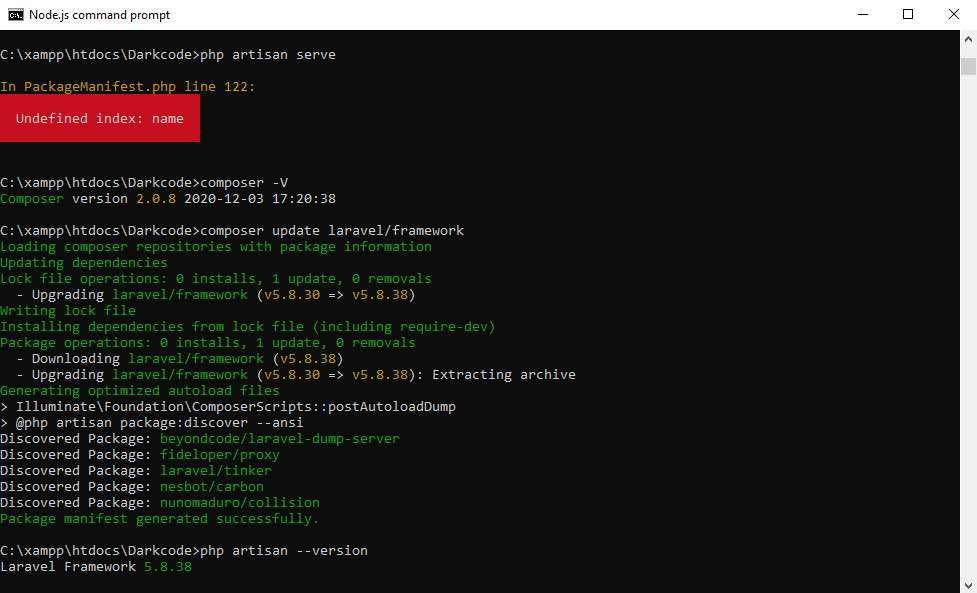 Node.js command prompt
C:\xampp\htdocs\Darkcode>php artisan serve
In PackageManifest.php line 122:
Undefined index: name
C:\xampp\htdocs\Darkcode>composer -V
Composer version 2.0.8 2020-12-03 17:20:38
C:\xampp\htdocs\Darkcode>composer update laravel/framework
Loading composer repositories with package information
Updating dependencies
Lock file operations: 0 installs, 1 update, 0 removals
- Upgrading laravel/framework (v5.8.30 => v5.8.38)
Writing lock file
Installing dependencies from lock file (including require-dev)
Package operations: 0 installs, 1 update, 0 removals
- Downloading laravel/framework (v5.8.38)
- Upgrading laravel/framework (v5.8.30 => v5.8.38): Extracting archive
Generating optimized autoload files
> Illuminate\Foundation\ComposerScripts::postAutoloadDump
> @php artisan package:discover --ansi
Discovered Package: beyondcode/laravel-dump-server
Discovered Package: fideloper/proxy
Discovered Package: laravel/tinker
Discovered Package: nesbot/carbon
Discovered Package: nunomaduro/collision
Package manifest generated successfully.
C:\xampp\htdocs\Darkcode>php artisan --version
Laravel Framework 5.8.38